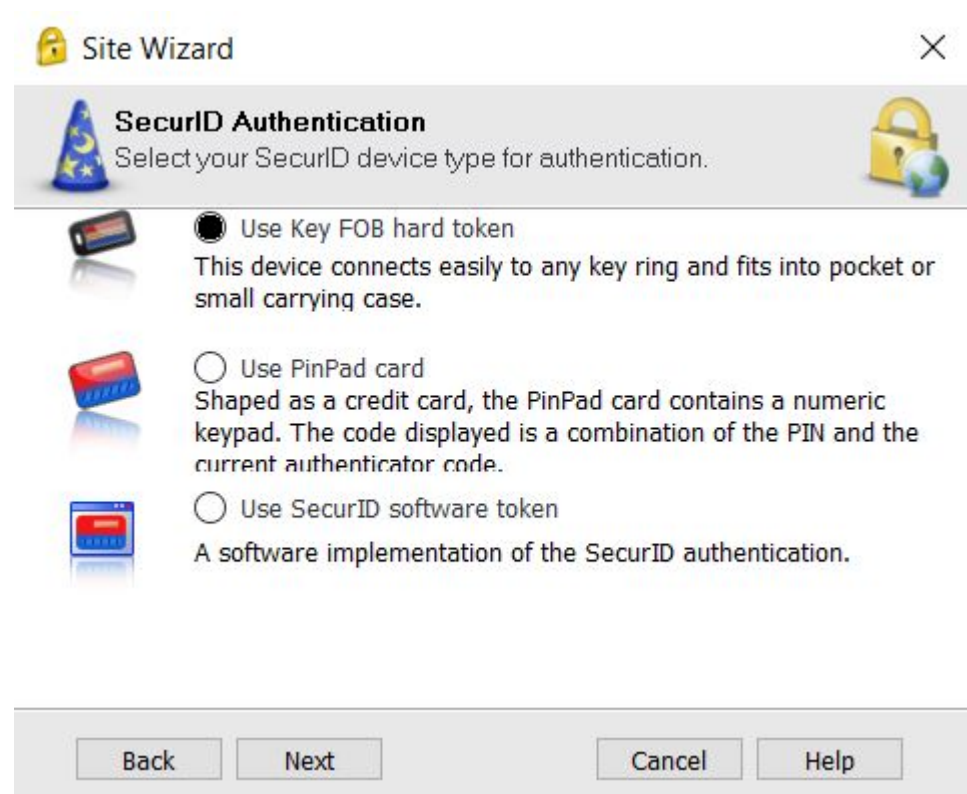 Site Wizard
SecurID Authentication
Select your SecurID device type for authentication.
Use Key FOB hard token
This device connects easily to any key ring and fits into pocket or
small carrying case.
Use PinPad card
Shaped as a credit card, the PinPad card contains a numeric
keypad. The code displayed is a combination of the PIN and the
current authenticator code.
Use SecurID software token
A software implementation of the SecurID authentication.
Back Next Cancel Help